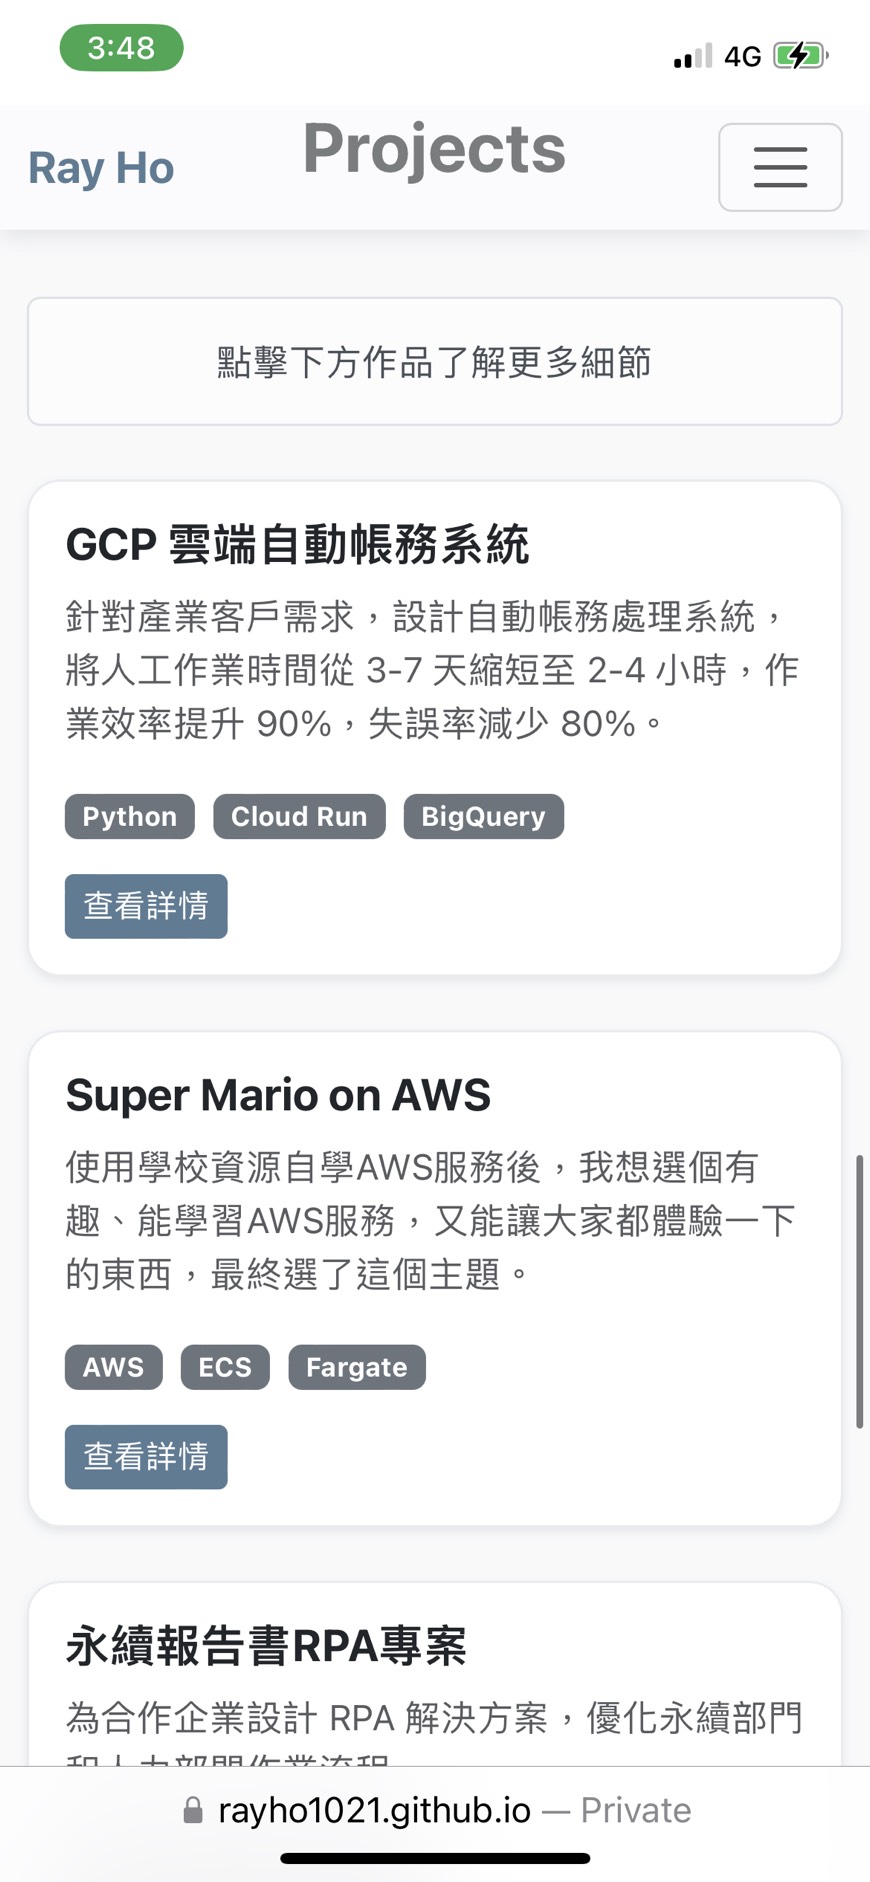 3:48
4G
Ray Ho
Projects
點擊下方作品了解更多細節
GCP 雲端自動帳務系統
針對產業客戶需求，設計自動帳務處理系統，
將人工作業時間從 3-7 天縮短至 2-4 小時，作
業效率提升 90%，失誤率減少 80%。
Python Cloud Run BigQuery
查看詳情
Super Mario on AWS
使用學校資源自學AWS服務後，我想選個有
趣、能學習AWS服務，又能讓大家都體驗一下
的東西，最終選了這個主題。
AWS ECS Fargate
查看詳情
永續報告書RPA專案
為合作企業設計 RPA 解決方案，優化永續部門
和人力部門作業流程
rayho1021.github.io — Private